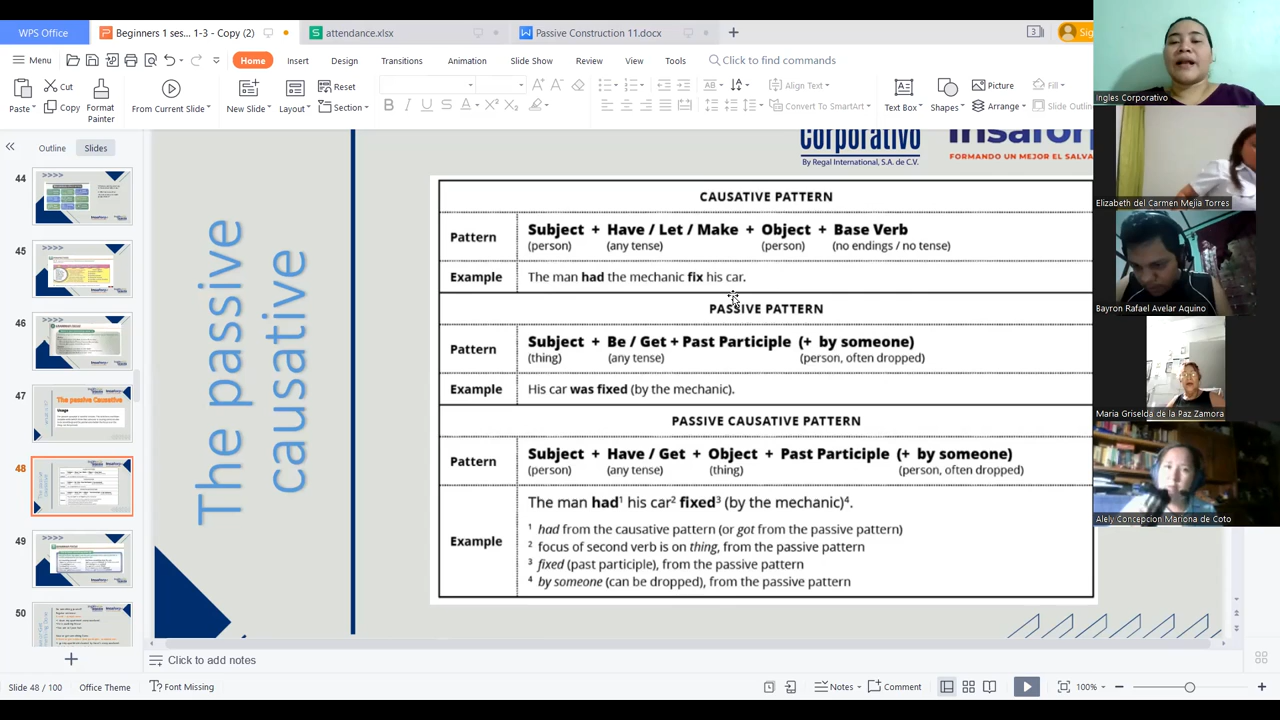 WPS Office
Beginners 1 ses... 1-3 - Copy (2)
attendance.xlsx
Passive Construction 11.docx
Menu
Home
Insert
Design
Transitions
Animation
Slide Show
Review
View
Tools
Click to find commands
Paste
Cut
Copy
Format Painter
From Current Slide
New Slide
Layout
Reset
Section
Align Text
Convert To SmartArt
Text Box
Shapes
Picture
Arrange
Fill
Slide Outlin
Ingles Corporativo
Elizabeth del Carmen Mejía Torres
Bayron Rafael Avelar Aquino
Maria Griselda de la Paz Zamora
Alely Concepcion Mariona de Coto
Outline
Slides
44
45
46
47
The passive Causative
Usage
48
49
50
The passive
causative
corporativo
By Regal International, S.A. de C.V.
insaforp
FORMANDO UN MEJOR EL SALVA
CAUSATIVE PATTERN
Pattern
Subject + Have / Let / Make + Object + Base Verb
(person) (any tense) (person) (no endings / no tense)
Example
The man had the mechanic fix his car.
PASSIVE PATTERN
Pattern
Subject + Be / Get + Past Participle (+ by someone)
(thing) (any tense) (person, often dropped)
Example
His car was fixed (by the mechanic).
PASSIVE CAUSATIVE PATTERN
Pattern
Subject + Have / Get + Object + Past Participle (+ by someone)
(person) (any tense) (thing) (person, often dropped)
Example
The man had¹ his car² fixed³ (by the mechanic)⁴.
¹ had from the causative pattern (or got from the passive pattern)
² focus of second verb is on thing, from the passive pattern
³ fixed (past participle), from the passive pattern
⁴ by someone (can be dropped), from the passive pattern
Click to add notes
Slide 48 / 100
Office Theme
Font Missing
Notes
Comment
100%